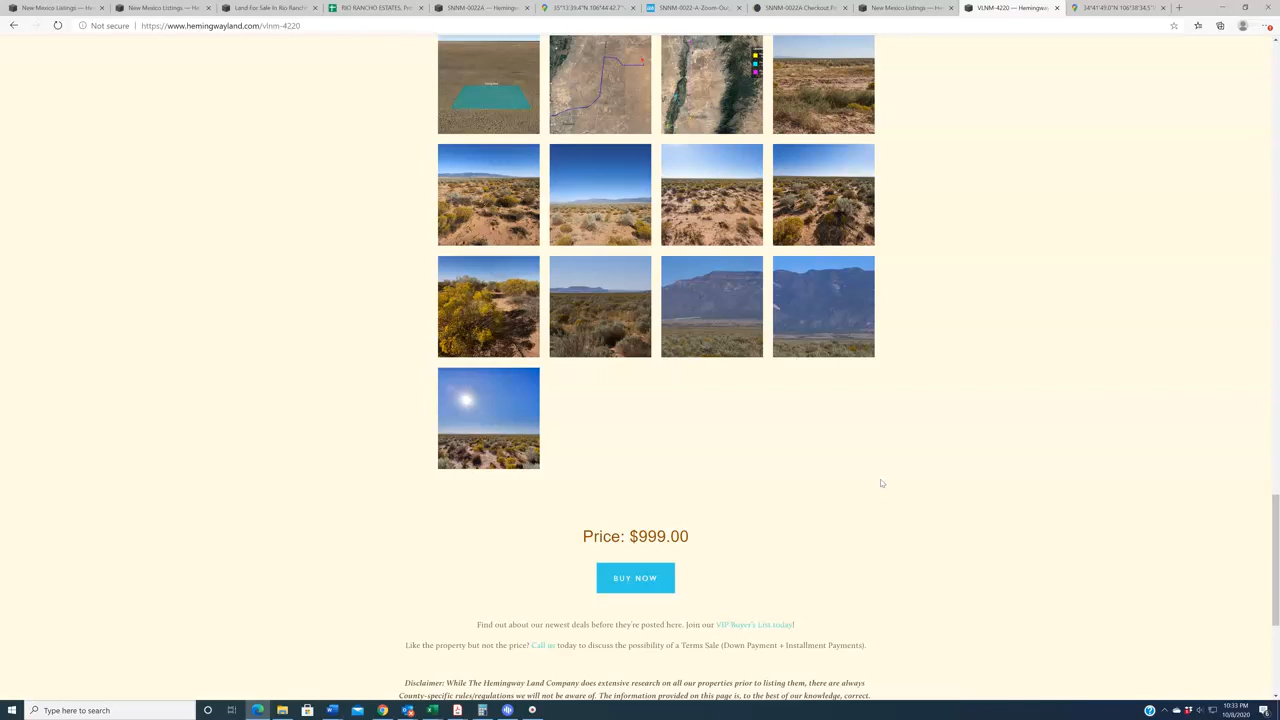 New Mexico Listings — He
New Mexico Listings — He
Land For Sale In Rio Ranch
RIO RANCHO ESTATES, Pr
SNNM-0022A — Heming
35°13'39.4"N 106°44'42.7"
SNNM-0022-A-Zoom-Ou
SNNM-0022A Checkout P
New Mexico Listings — He
VLNM-4220 — Hemingw
34°41'49.0"N 106°38'34.5"
Not secure
https://www.hemingwayland.com/vlnm-4220
Price: $999.00
BUY NOW
Find out about our newest deals before they're posted here. Join our VIP Buyer's List today!
Like the property but not the price? Call us today to discuss the possibility of a Terms Sale (Down Payment + Installment Payments).
Disclaimer: While The Hemingway Land Company does extensive research on all our properties prior to listing them, there are always
County-specific rules/regulations we will not be aware of. The information provided on this page is, to the best of our knowledge, correct.
Type here to search
10:33 PM
10/8/2020